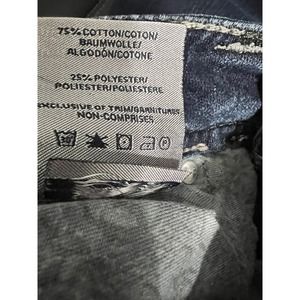 75% COTTON/COTON/
BAUMWOLLE/
ALGODÓN/COTONE
25% POLYESTER/
POLIESTER/POLIESTERE
EXCLUSIVE OF TRIM/GARNITURES
NON-COMPRISES